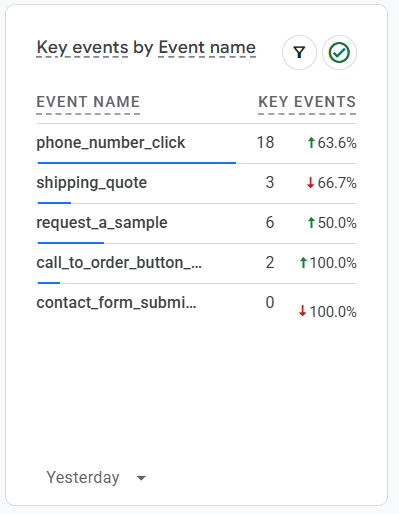 Key events by Event name
EVENT NAME KEY EVENTS
phone_number_click 18 ↑63.6%
shipping_quote 3 ↓66.7%
request_a_sample 6 ↑50.0%
call_to_order_button_... 2 ↑100.0%
contact_form_submi... 0 ↓100.0%
Yesterday